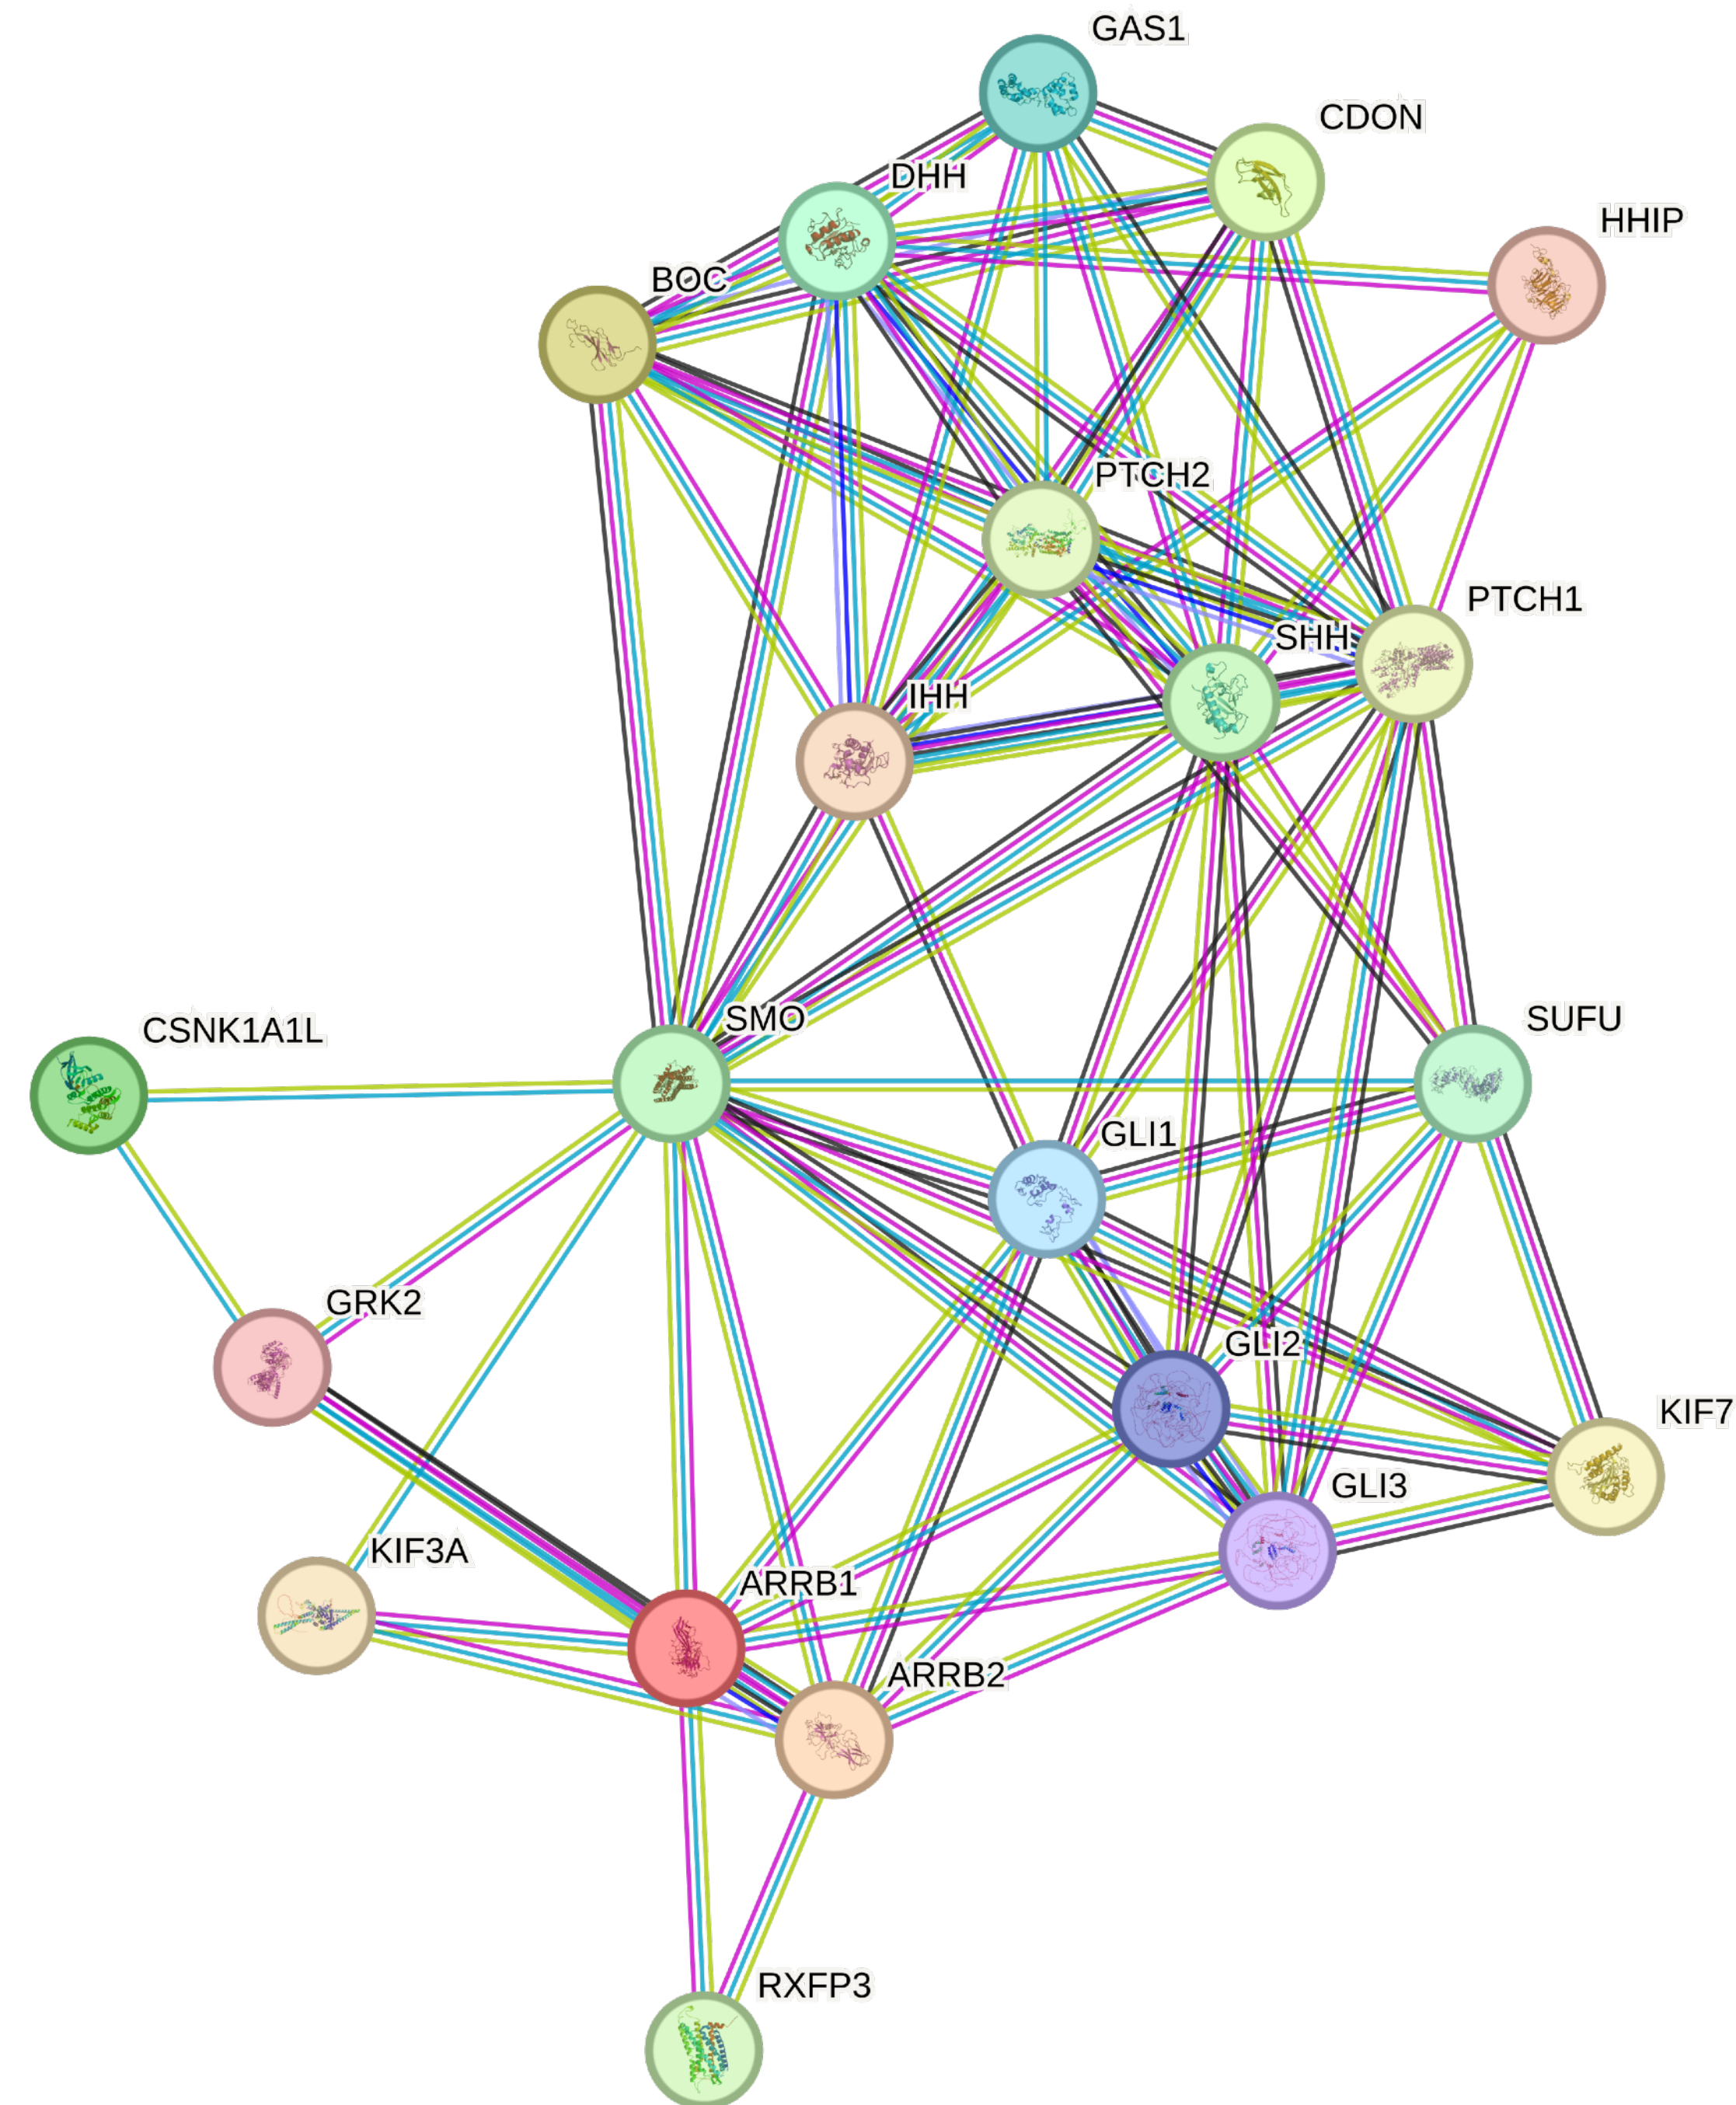 GAS1
CDON
DHH
HHIP
BOC
PTCH2
PTCH1
SHH
IHH
SMO
CSNK1A1L
SUFU
GLI1
GRK2
GLI2
KIF7
GLI3
KIF3A
ARRB1
ARRB2
RXFP3